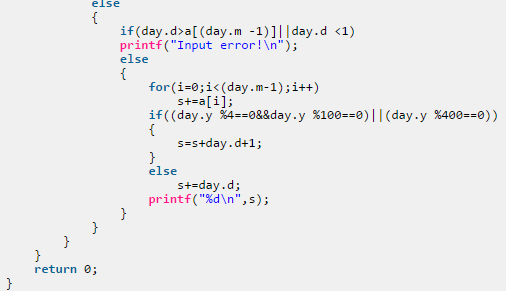 else
{
if(day.d>a[(day.m -1)]||day.d <1)
printf("Input error!\n");
else
{
for(i=0;i<(day.m-1);i++)
s+=a[i];
if((day.y %4==0&&day.y %100==0)||(day.y %400==0))
{
s=s+day.d+1;
}
else
s+=day.d;
printf("%d\n",s);
}
}
}
}
return 0;
}